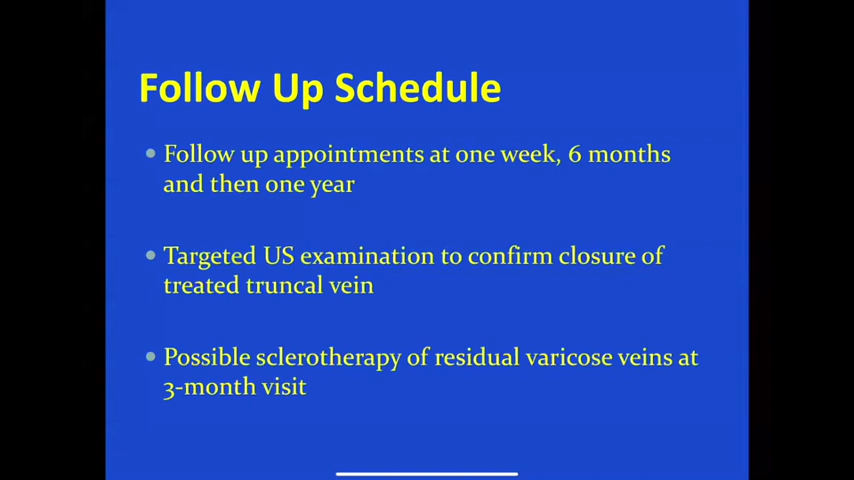 Follow Up Schedule
Follow up appointments at one week, 6 months
and then one year
Targeted US examination to confirm closure of
treated truncal vein
Possible sclerotherapy of residual varicose veins at
3-month visit